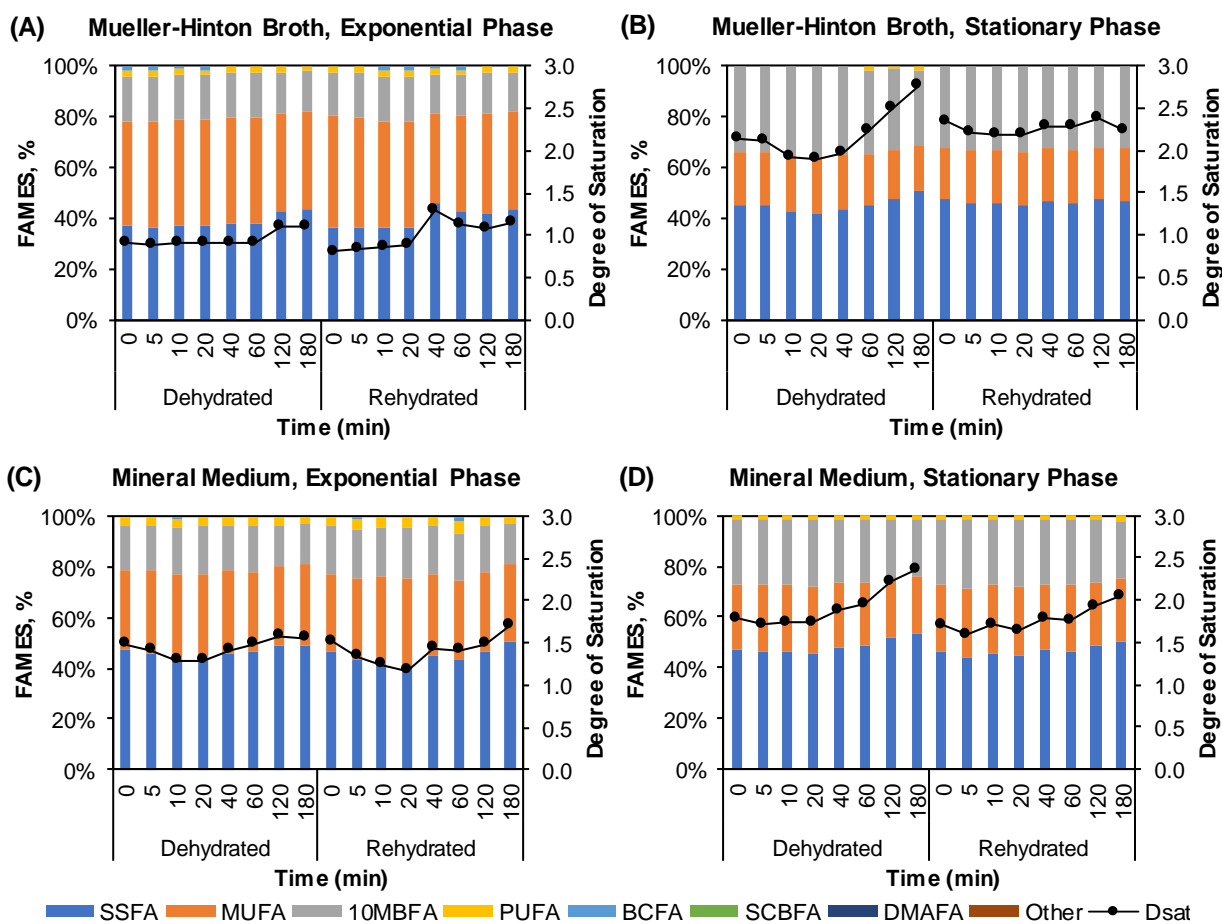 (A) Mueller-Hinton Broth, Exponential Phase
100%
80%
60%
40%
20%
0%
FAMES, %
3.0
2.5
2.0
1.5
1.0
0.5
0.0
Degree of Saturation
0 5 10 20 40 60 120 180 0 5 10 20 40 60 120 180
Dehydrated Rehydrated
Time (min)
(B) Mueller-Hinton Broth, Stationary Phase
100%
80%
60%
40%
20%
0%
FAMES, %
3.0
2.5
2.0
1.5
1.0
0.5
0.0
Degree of Saturation
0 5 10 20 40 60 120 180 0 5 10 20 40 60 120 180
Dehydrated Rehydrated
Time (min)
(C) Mineral Medium, Exponential Phase
100%
80%
60%
40%
20%
0%
FAMES, %
3.0
2.5
2.0
1.5
1.0
0.5
0.0
Degree of Saturation
0 5 10 20 40 60 120 180 0 5 10 20 40 60 120 180
Dehydrated Rehydrated
Time (min)
(D) Mineral Medium, Stationary Phase
100%
80%
60%
40%
20%
0%
FAMES, %
3.0
2.5
2.0
1.5
1.0
0.5
0.0
Degree of Saturation
0 5 10 20 40 60 120 180 0 5 10 20 40 60 120 180
Dehydrated Rehydrated
Time (min)
SSFA MUFA 10MBFA PUFA BCFA SCBFA DMAFA Other Dsat